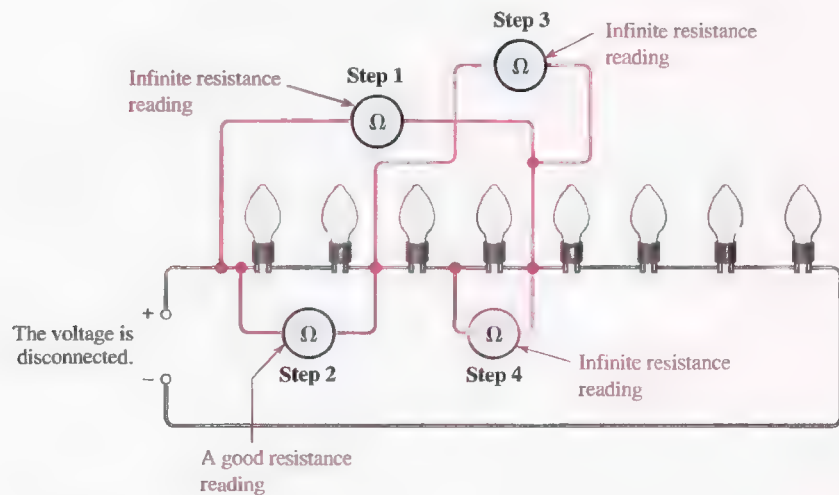 Step 3
Infinite resistance
reading
Ω
Step 1
Infinite resistance
reading
Ω
+
The voltage is
disconnected.
−
Ω
Step 2
Ω
Step 4
Infinite resistance
reading
A good resistance
reading